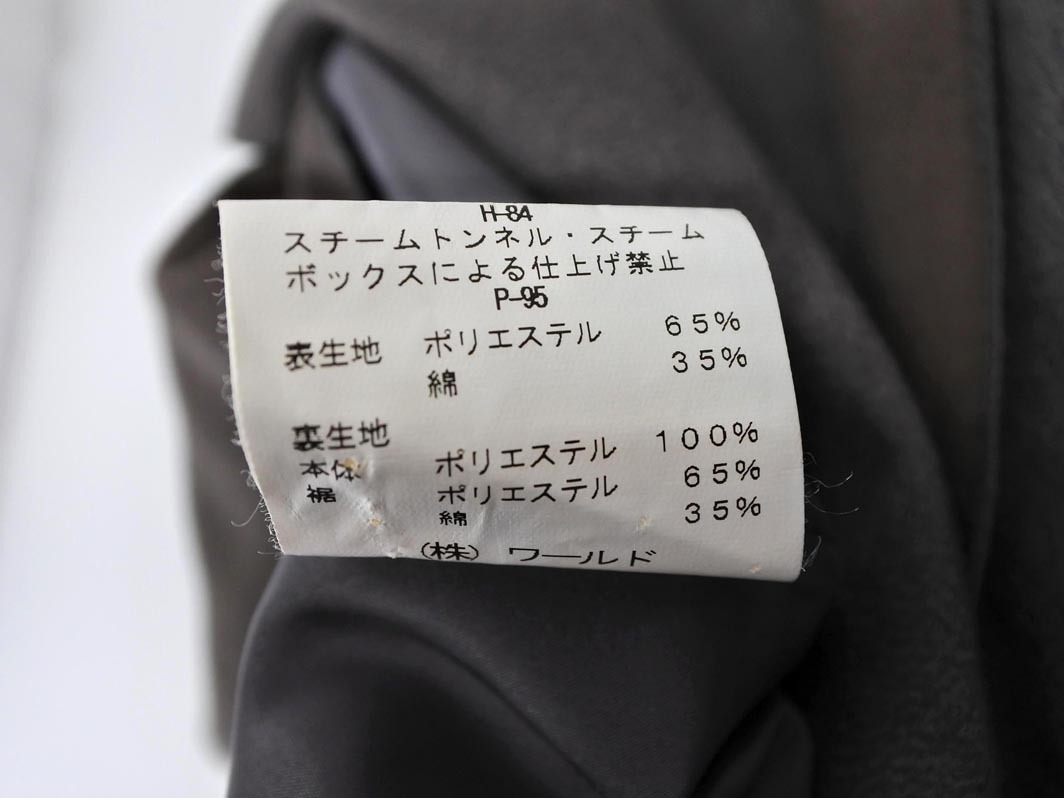 H-84
スチームトンネル・スチーム
ボックスによる仕上げ禁止
P-95
表生地 ポリエステル 65%
綿 35%
裏生地
本体 ポリエステル 100%
裾 ポリエステル 65%
綿 35%
(株) ワールド